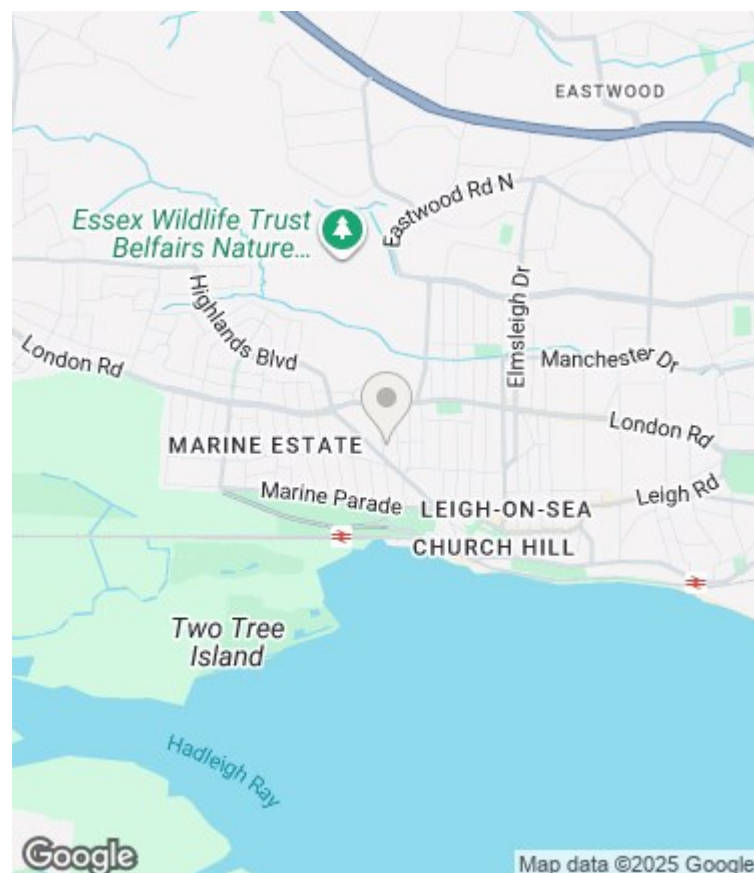 EASTWOOD
Eastwood Rd N
Essex Wildlife Trust
Belfairs Nature...
Highlands Blvd
Elmsleigh Dr
London Rd
Manchester Dr
London Rd
MARINE ESTATE
Marine Parade
Leigh Rd
LEIGH-ON-SEA
CHURCH HILL
Two Tree
Island
Hadleigh Ray
Google
Map data ©2025 Google